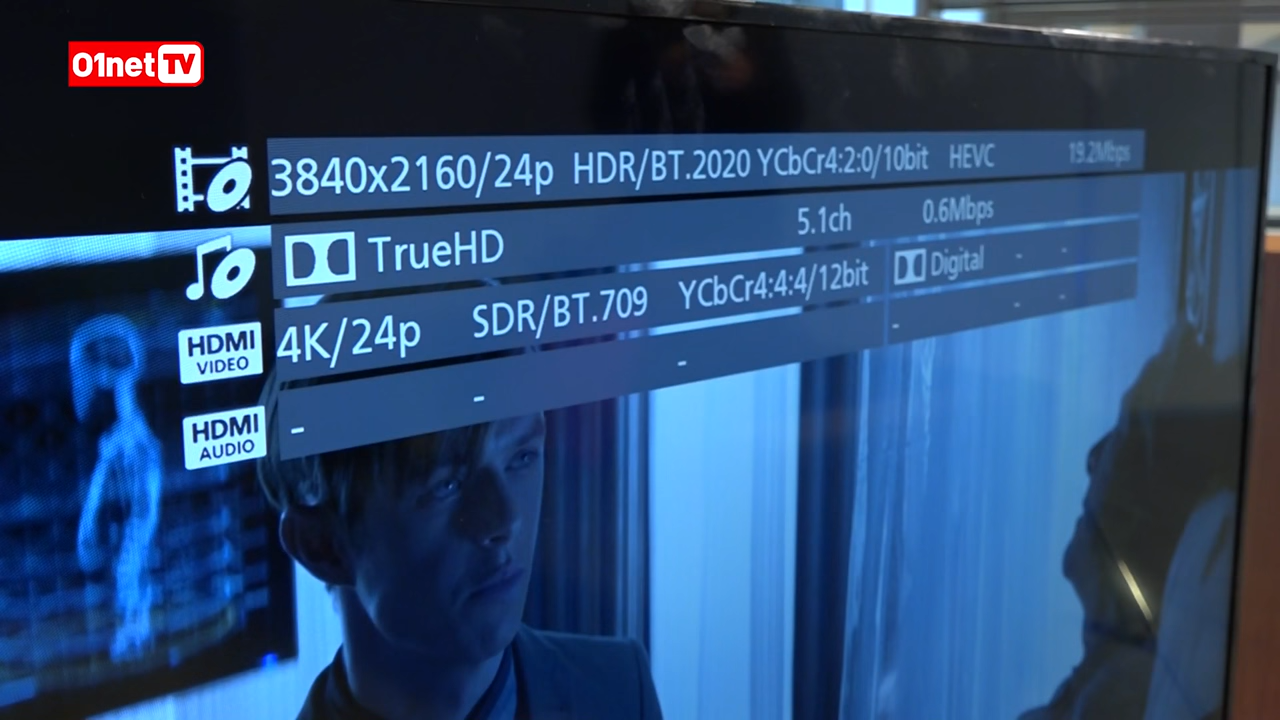 01netTV
3840x2160/24p HDR/BT.2020 YCbCr4:2:0/10bit HEVC 19.2Mbps
TrueHD 5.1ch 0.6Mbps
HDMI VIDEO 4K/24p SDR/BT.709 YCbCr4:4:4/12bit Digital - -
HDMI AUDIO - - - - - -